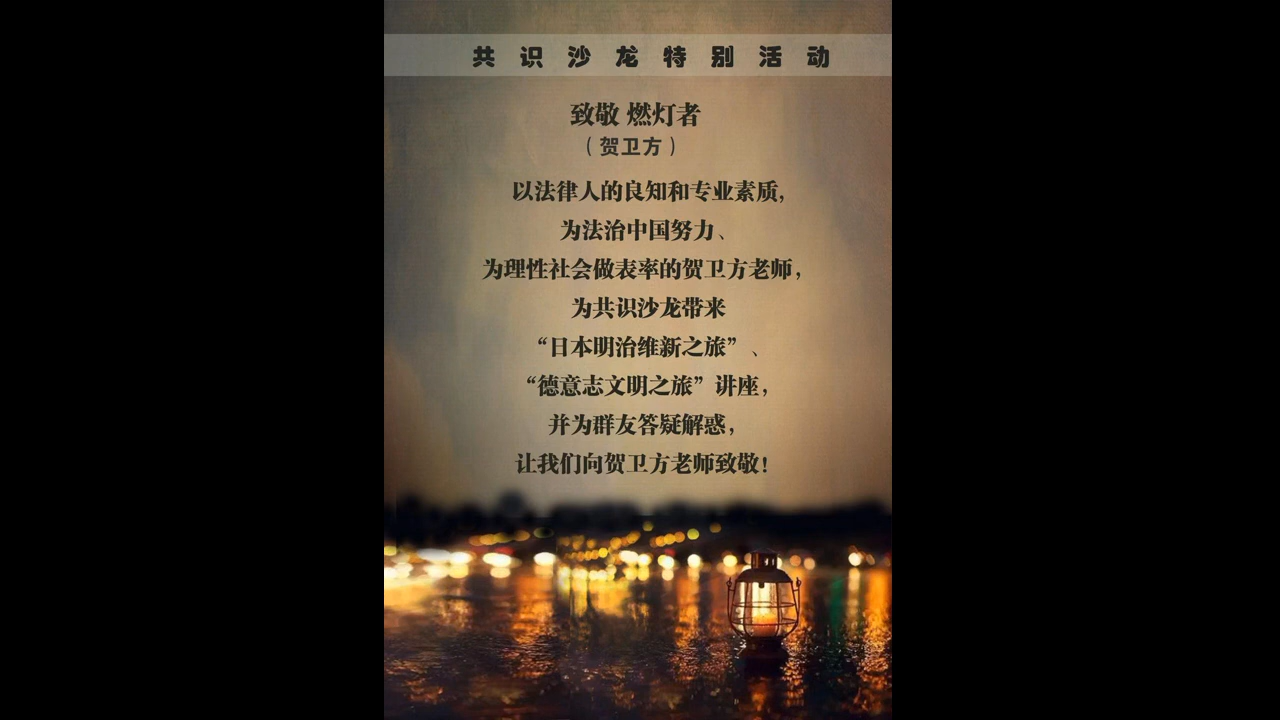 共识沙龙特别活动
致敬 燃灯者
（贺卫方）
以法律人的良知和专业素质，
为法治中国努力、
为理性社会做表率的贺卫方老师，
为共识沙龙带来
“日本明治维新之旅”、
“德意志文明之旅”讲座，
并为群友答疑解惑，
让我们向贺卫方老师致敬！